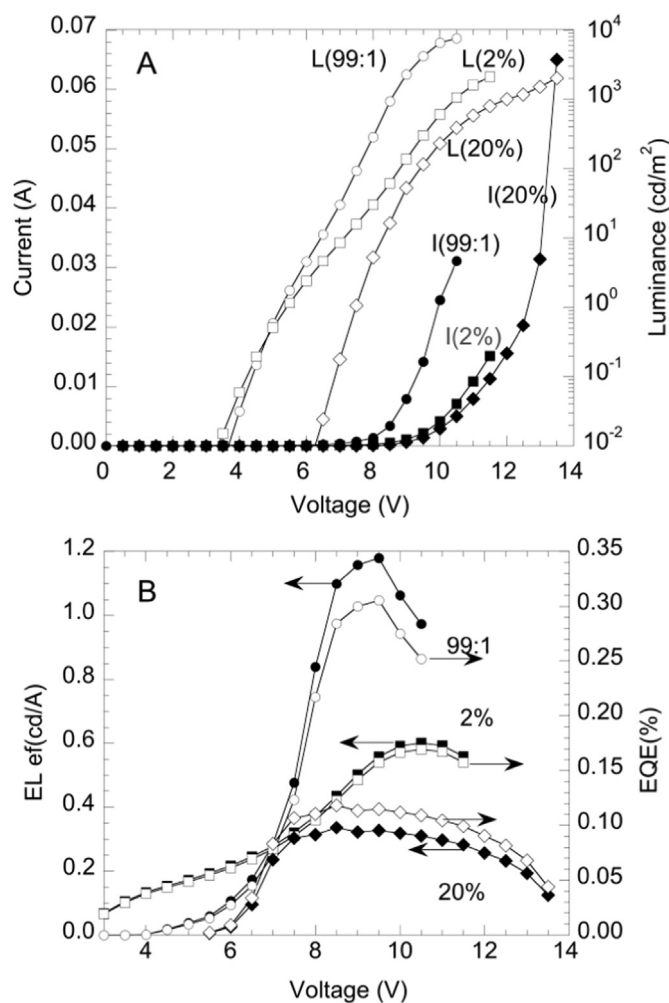 A
L(99:1)
L(2%)
L(20%)
I(20%)
I(99:1)
I(2%)
Current (A)
0.07
0.06
0.05
0.04
0.03
0.02
0.01
0.00
Luminance (cd/m²)
10⁴
10³
10²
10¹
10⁰
10⁻¹
10⁻²
0 2 4 6 8 10 12 14
Voltage (V)
B
99:1
2%
20%
EL ef(cd/A)
1.2
1.0
0.8
0.6
0.4
0.2
0.0
EQE(%)
0.35
0.30
0.25
0.20
0.15
0.10
0.05
0.00
4 6 8 10 12 14
Voltage (V)